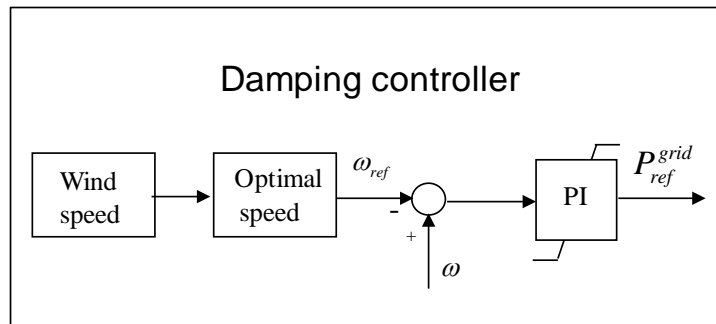 Damping controller
Wind
speed
Optimal
speed
ω_ref
-
+
ω
PI
P_ref^grid